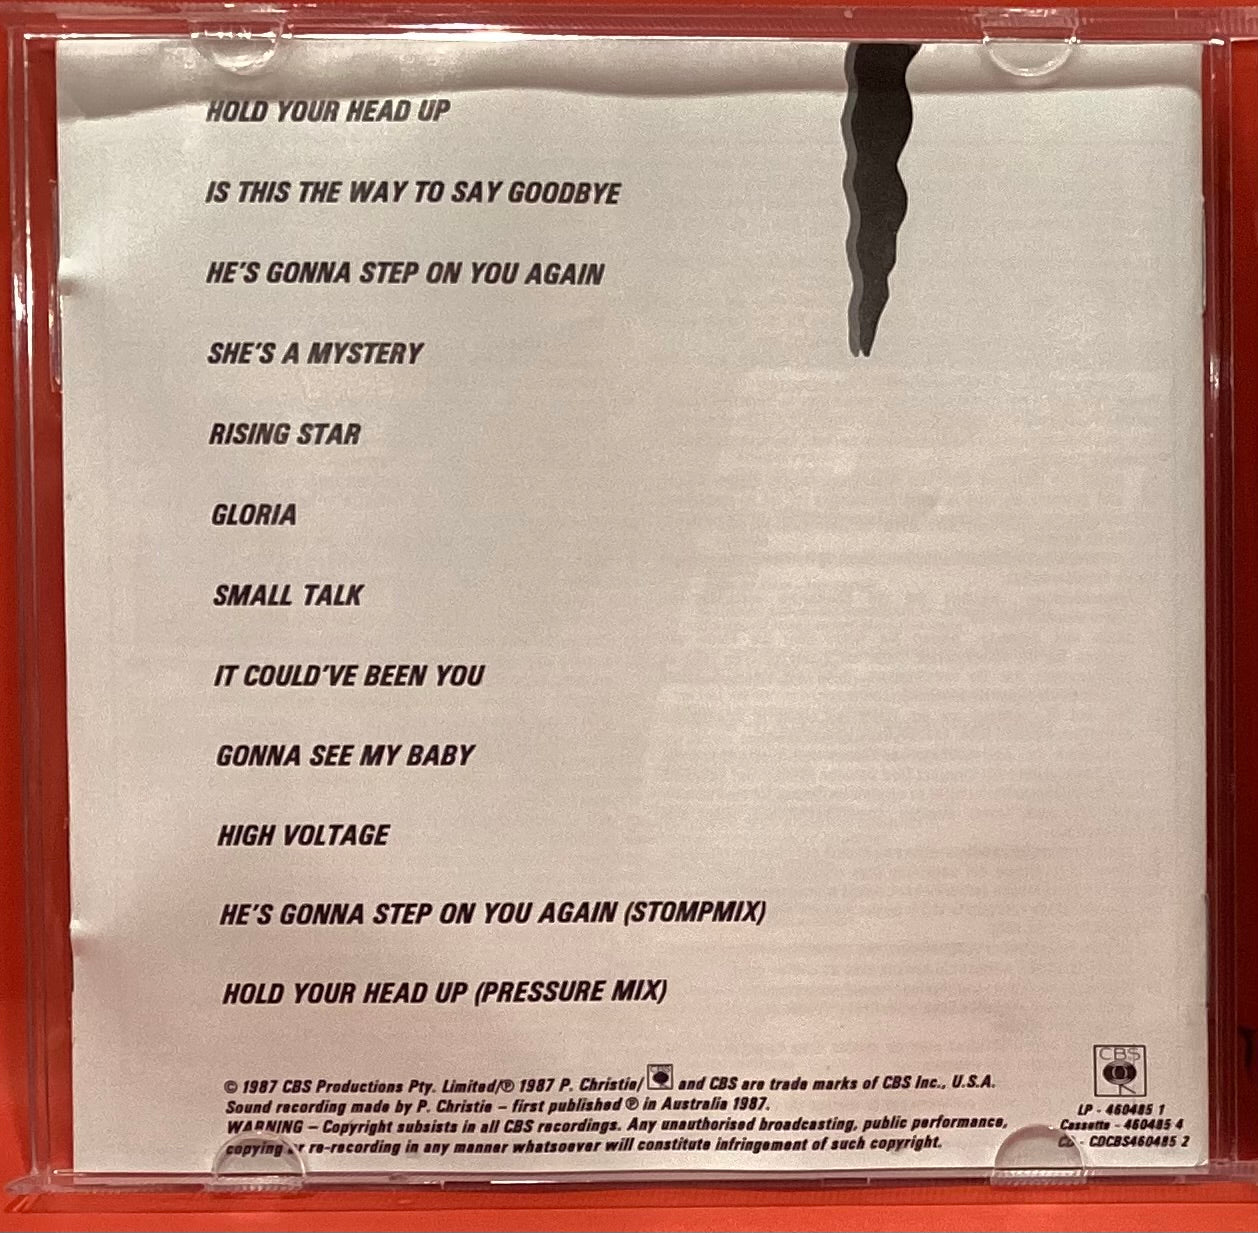 HOLD YOUR HEAD UP
IS THIS THE WAY TO SAY GOODBYE
HE'S GONNA STEP ON YOU AGAIN
SHE'S A MYSTERY
RISING STAR
GLORIA
SMALL TALK
IT COULD'VE BEEN YOU
GONNA SEE MY BABY
HIGH VOLTAGE
HE'S GONNA STEP ON YOU AGAIN (STOMPMIX)
HOLD YOUR HEAD UP (PRESSURE MIX)
© 1987 CBS Productions Pty. Limited/℗ 1987 P. Christie/ and CBS are trade marks of CBS Inc., U.S.A.
Sound recording made by P. Christie – first published ℗ in Australia 1987.
WARNING – Copyright subsists in all CBS recordings. Any unauthorised broadcasting, public performance,
copying or re-recording in any manner whatsoever will constitute infringement of such copyright.
CBS
LP - 460485 1
Cassette - 460485 4
CD - CDCBS460485 2